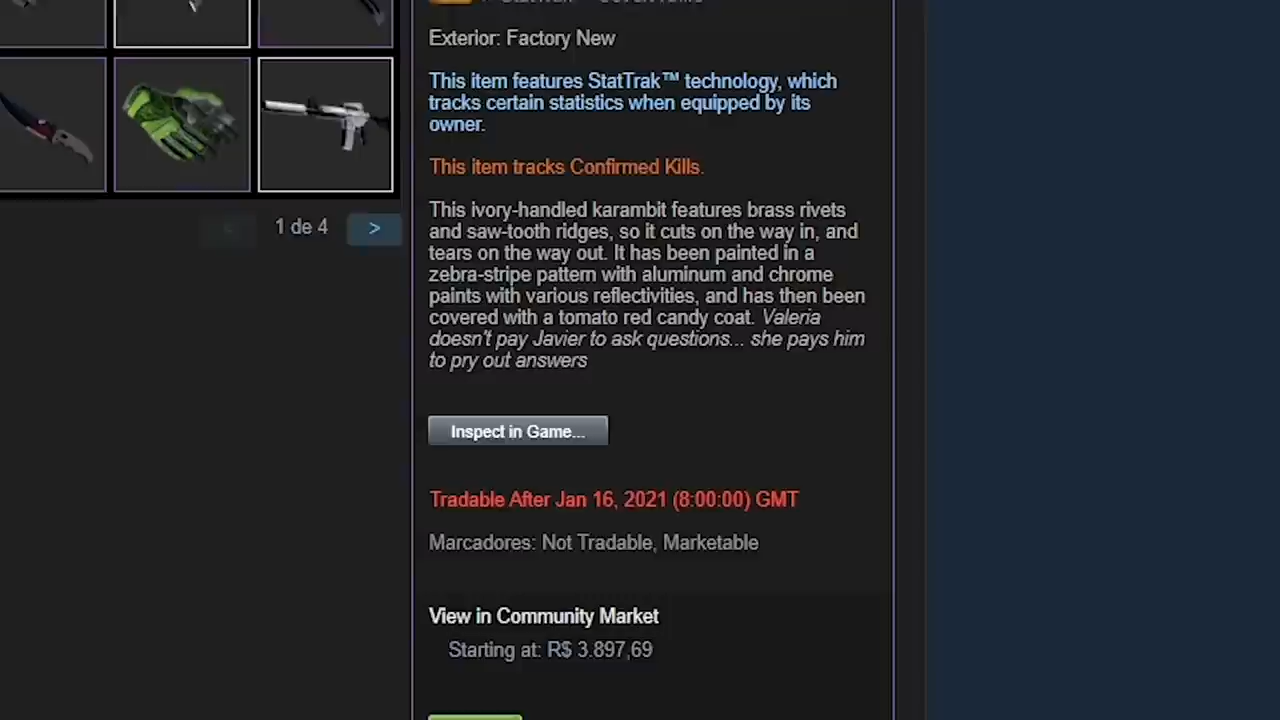 Exterior: Factory New
This item features StatTrak™ technology, which
tracks certain statistics when equipped by its
owner.
This item tracks Confirmed Kills.
This ivory-handled karambit features brass rivets
and saw-tooth ridges, so it cuts on the way in, and
tears on the way out. It has been painted in a
zebra-stripe pattern with aluminum and chrome
paints with various reflectivities, and has then been
covered with a tomato red candy coat. Valeria
doesn't pay Javier to ask questions... she pays him
to pry out answers
1 de 4
>
Inspect in Game...
Tradable After Jan 16, 2021 (8:00:00) GMT
Marcadores: Not Tradable, Marketable
View in Community Market
Starting at: R$ 3.897,69